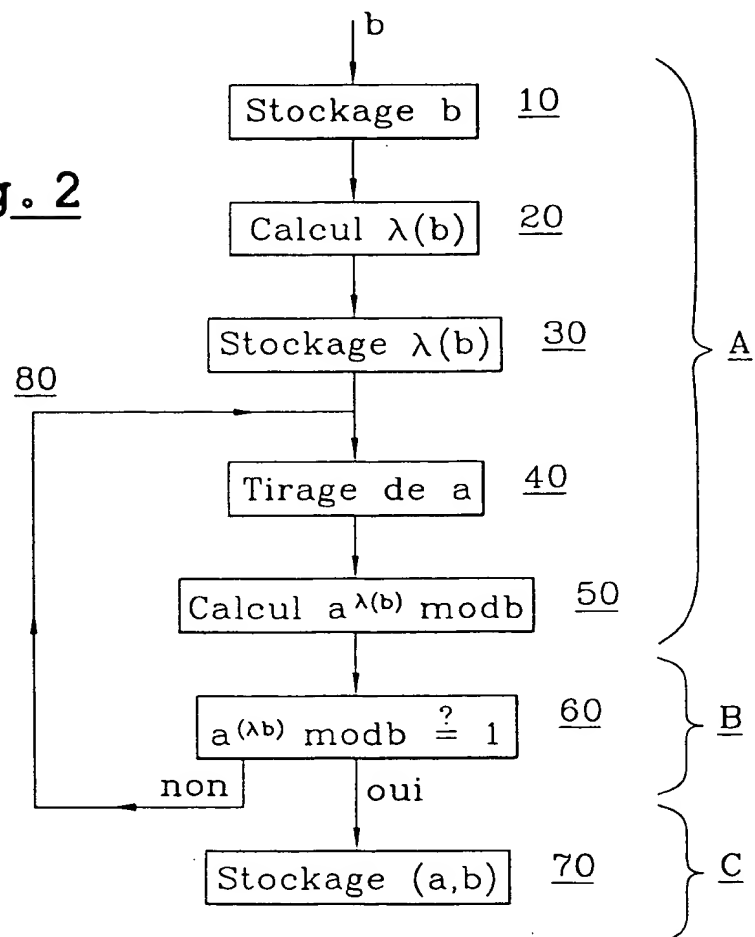 b
Stockage b 10
g. 2
Calcul λ(b) 20
Stockage λ(b) 30
A
80
Tirage de a 40
Calcul a^λ(b) modb 50
a^(λb) modb ≟ 1 60
B
non oui
Stockage (a,b) 70
C